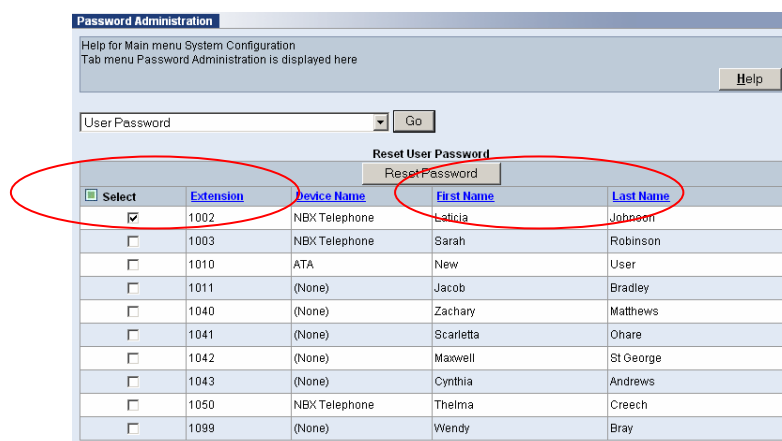 Password Administration
Help for Main menu System Configuration
Tab menu Password Administration is displayed here
Help
User Password Go
Reset User Password
Reset Password
Select Extension Device Name First Name Last Name
1002 NBX Telephone Laticia Johnson
1003 NBX Telephone Sarah Robinson
1010 ATA New User
1011 (None) Jacob Bradley
1040 (None) Zachary Matthews
1041 (None) Scarletta Ohare
1042 (None) Maxwell St George
1043 (None) Cynthia Andrews
1050 NBX Telephone Thelma Creech
1099 (None) Wendy Bray